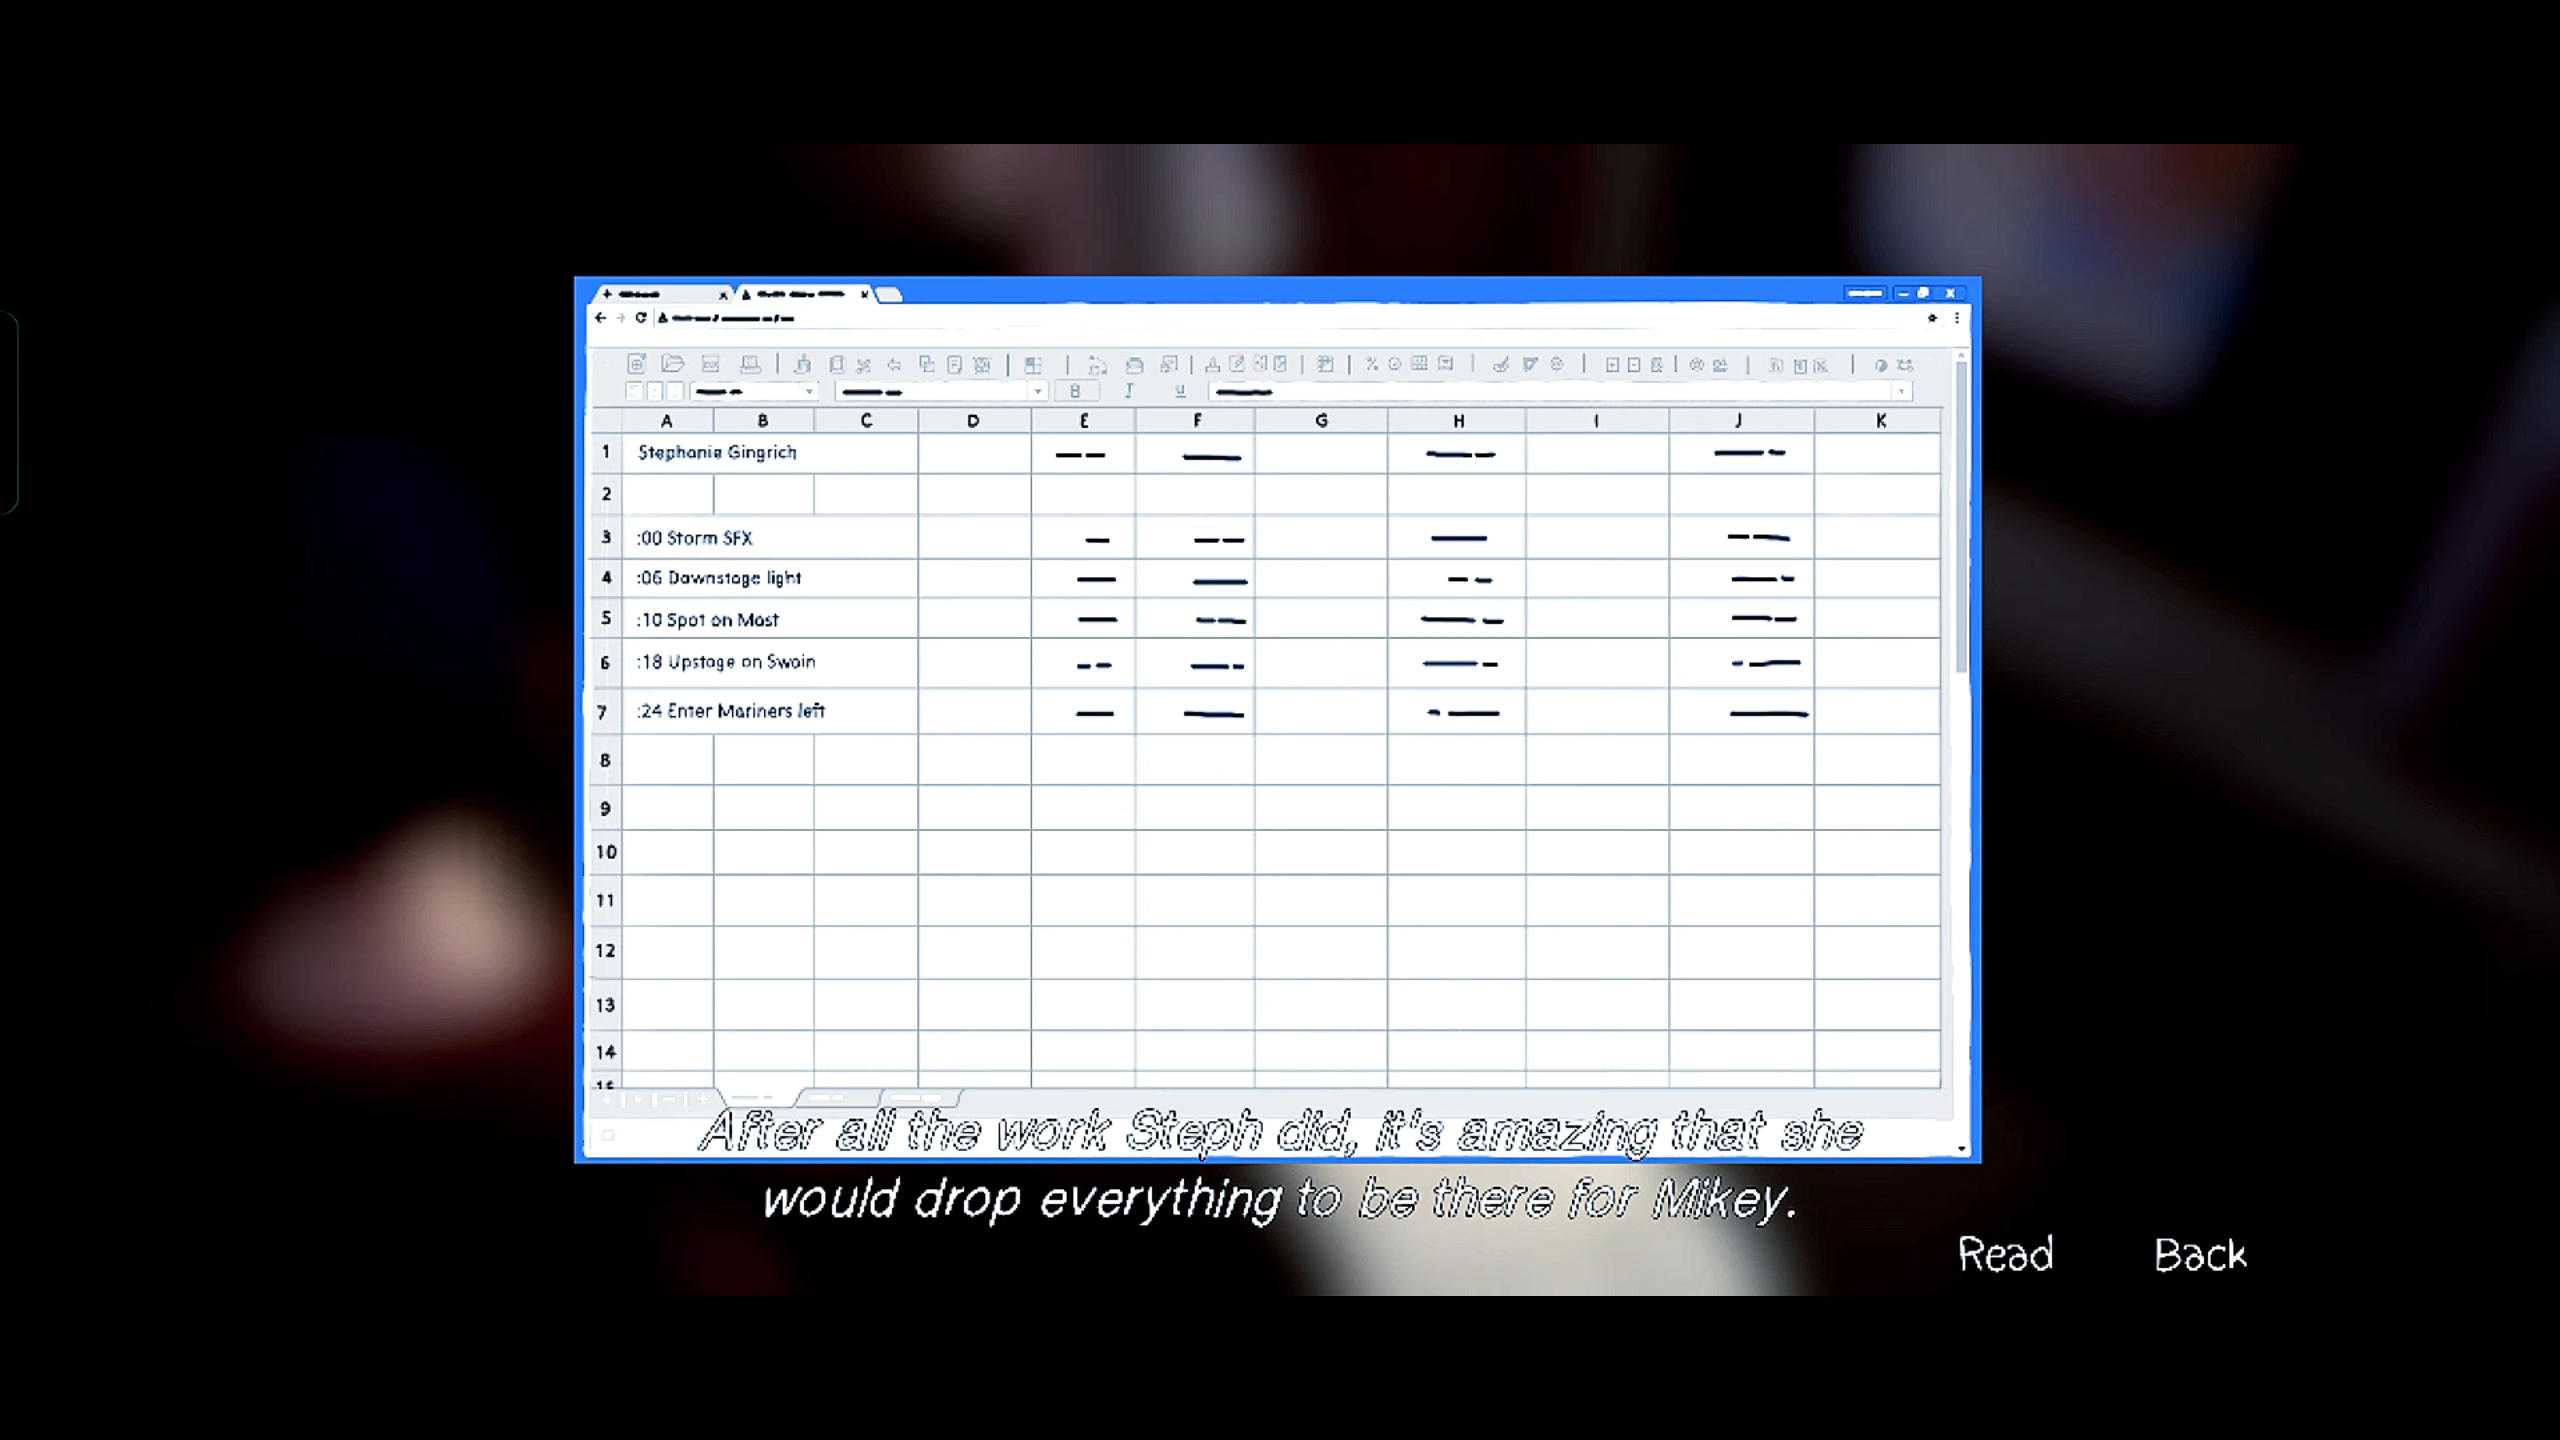 A B C D E F G H I J K
1 Stephanie Gingrich
2
3 :00 Storm SFX
4 :06 Downstage light
5 :10 Spot on Mast
6 :18 Upstage on Swain
7 :24 Enter Mariners left
8
9
10
11
12
13
14
15
After all the work Steph did, it's amazing that she
would drop everything to be there for Mikey.
Read Back